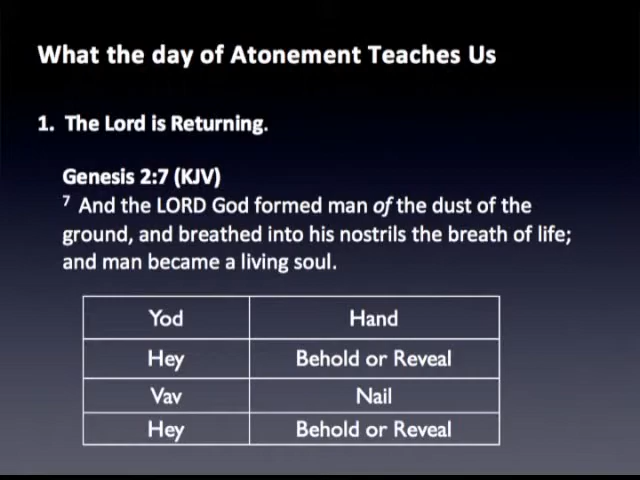 What the day of Atonement Teaches Us
1. The Lord is Returning.
Genesis 2:7 (KJV)
7 And the LORD God formed man of the dust of the
ground, and breathed into his nostrils the breath of life;
and man became a living soul.
Yod Hand
Hey Behold or Reveal
Vav Nail
Hey Behold or Reveal